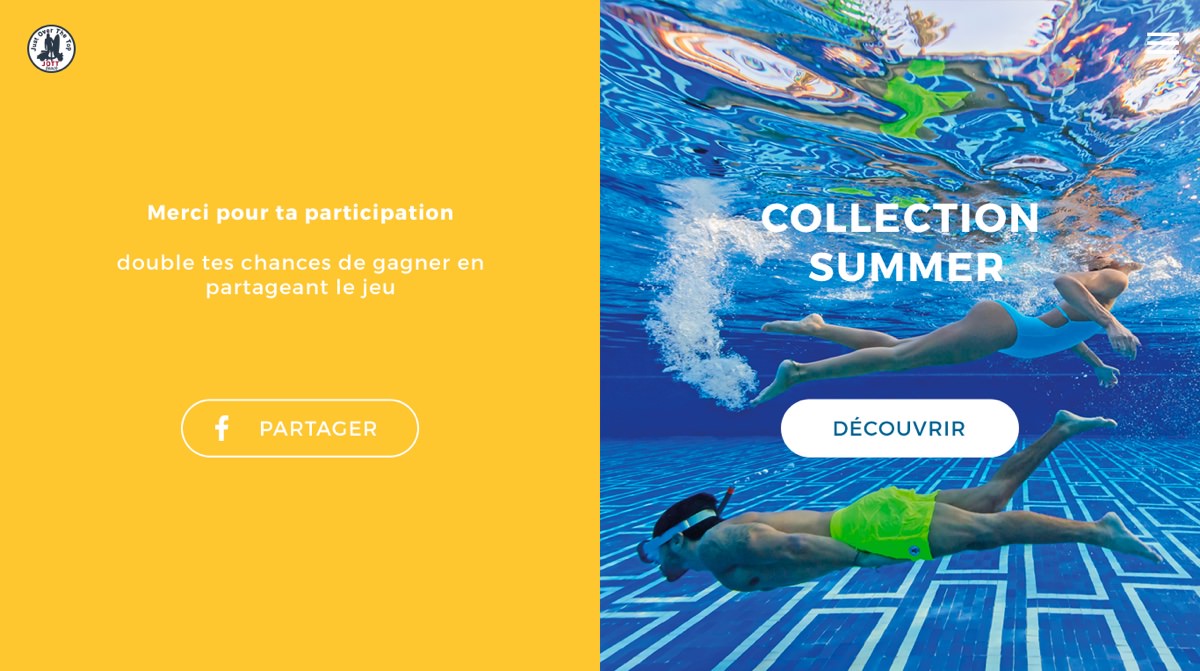 Just Over The Top
JOTT
Merci pour ta participation
double tes chances de gagner en
partageant le jeu
PARTAGER
COLLECTION
SUMMER
DÉCOUVRIR